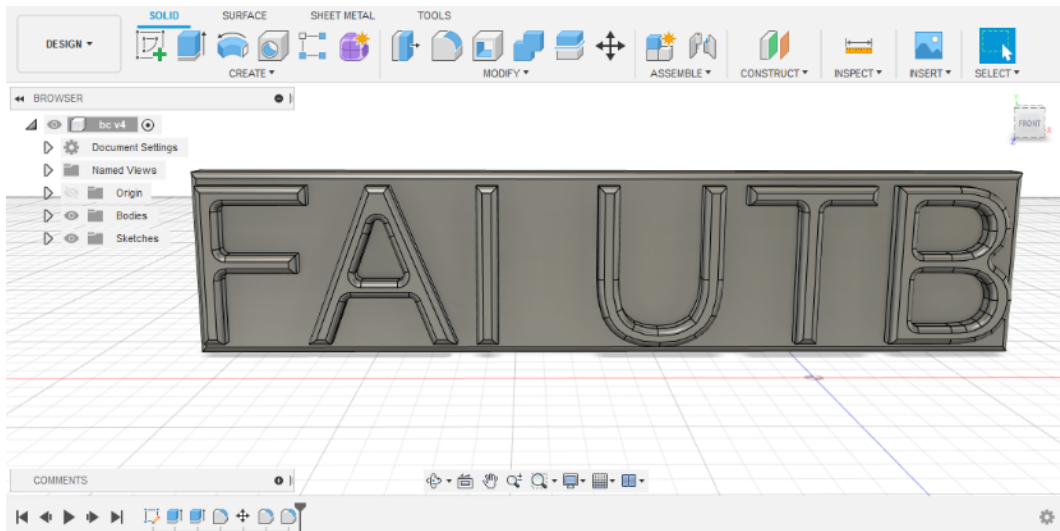 SOLID SURFACE SHEET METAL TOOLS
DESIGN ▾
CREATE ▾ MODIFY ▾ ASSEMBLE ▾ CONSTRUCT ▾ INSPECT ▾ INSERT ▾ SELECT ▾
BROWSER
bc v4
Document Settings
Named Views
Origin
Bodies
Sketches
FRONT
FAI UTB
COMMENTS